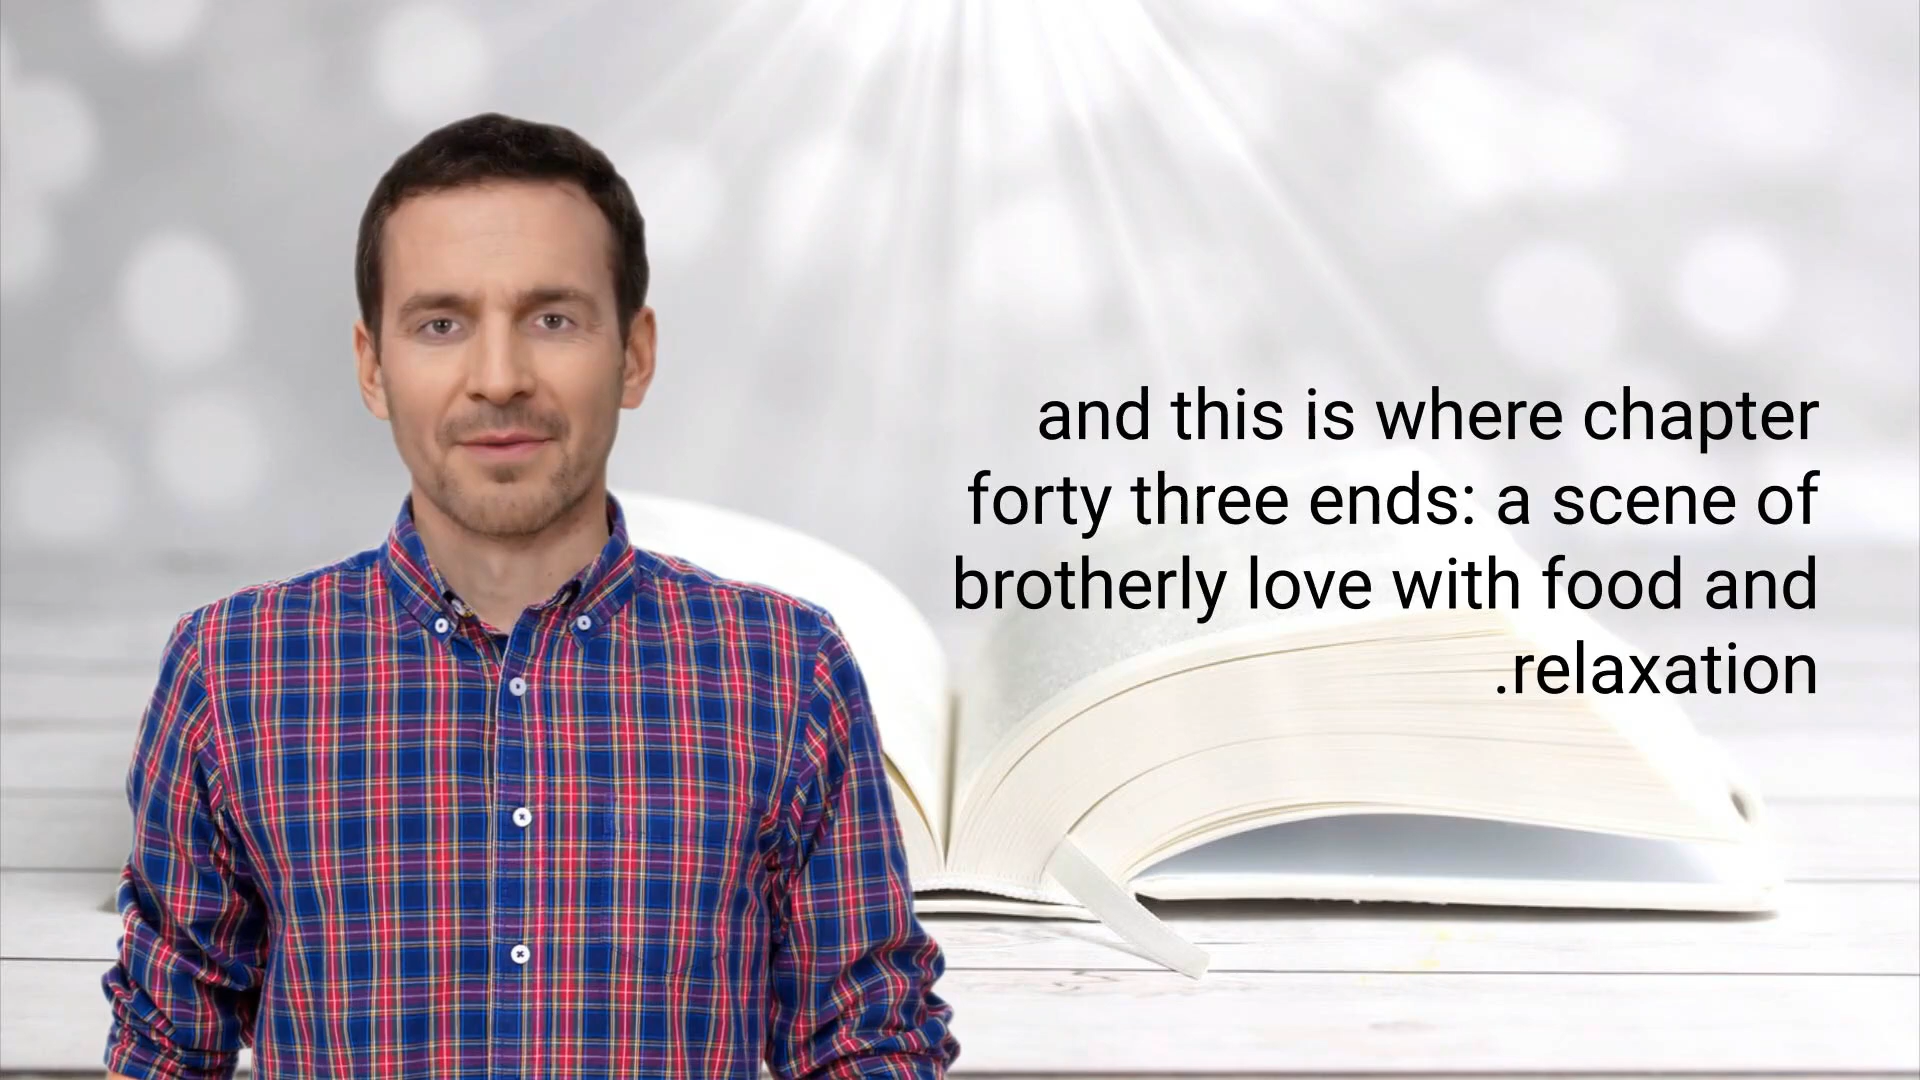 and this is where chapter
forty three ends: a scene of
brotherly love with food and
.relaxation